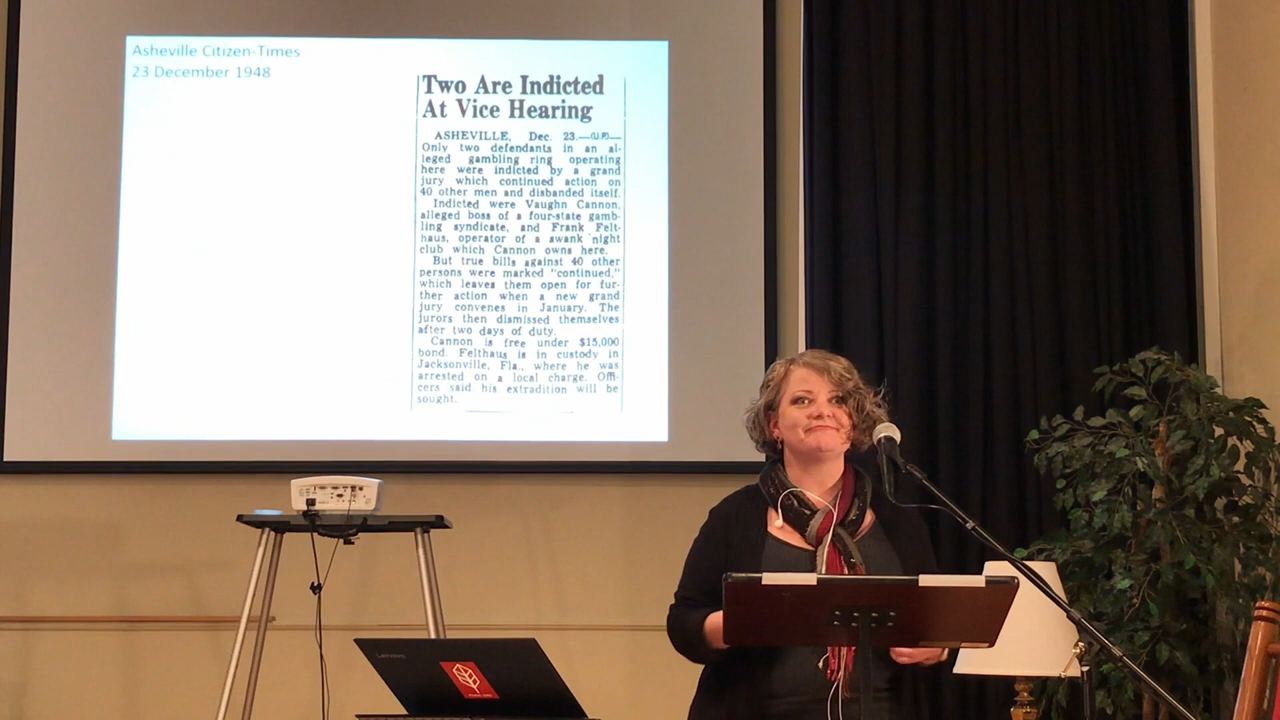 Asheville Citizen-Times
23 December 1948
Two Are Indicted
At Vice Hearing
ASHEVILLE, Dec. 23.—(U.P.)—
Only two defendants in an al-
leged gambling ring operating
here were indicted by a grand
jury which continued action on
40 other men and disbanded itself.
Indicted were Vaughn Cannon,
alleged boss of a four-state gamb-
ling syndicate, and Frank Felt-
haus, operator of a swank night
club which Cannon owns here.
But true bills against 40 other
persons were marked "continued,"
which leaves them open for fur-
ther action when a new grand
jury convenes in January. The
jurors then dismissed themselves
after two days of duty.
Cannon is free under $15,000
bond. Felthaus is in custody in
Jacksonville, Fla., where he was
arrested on a local charge. Offi-
cers said his extradition will be
sought.
Lenovo